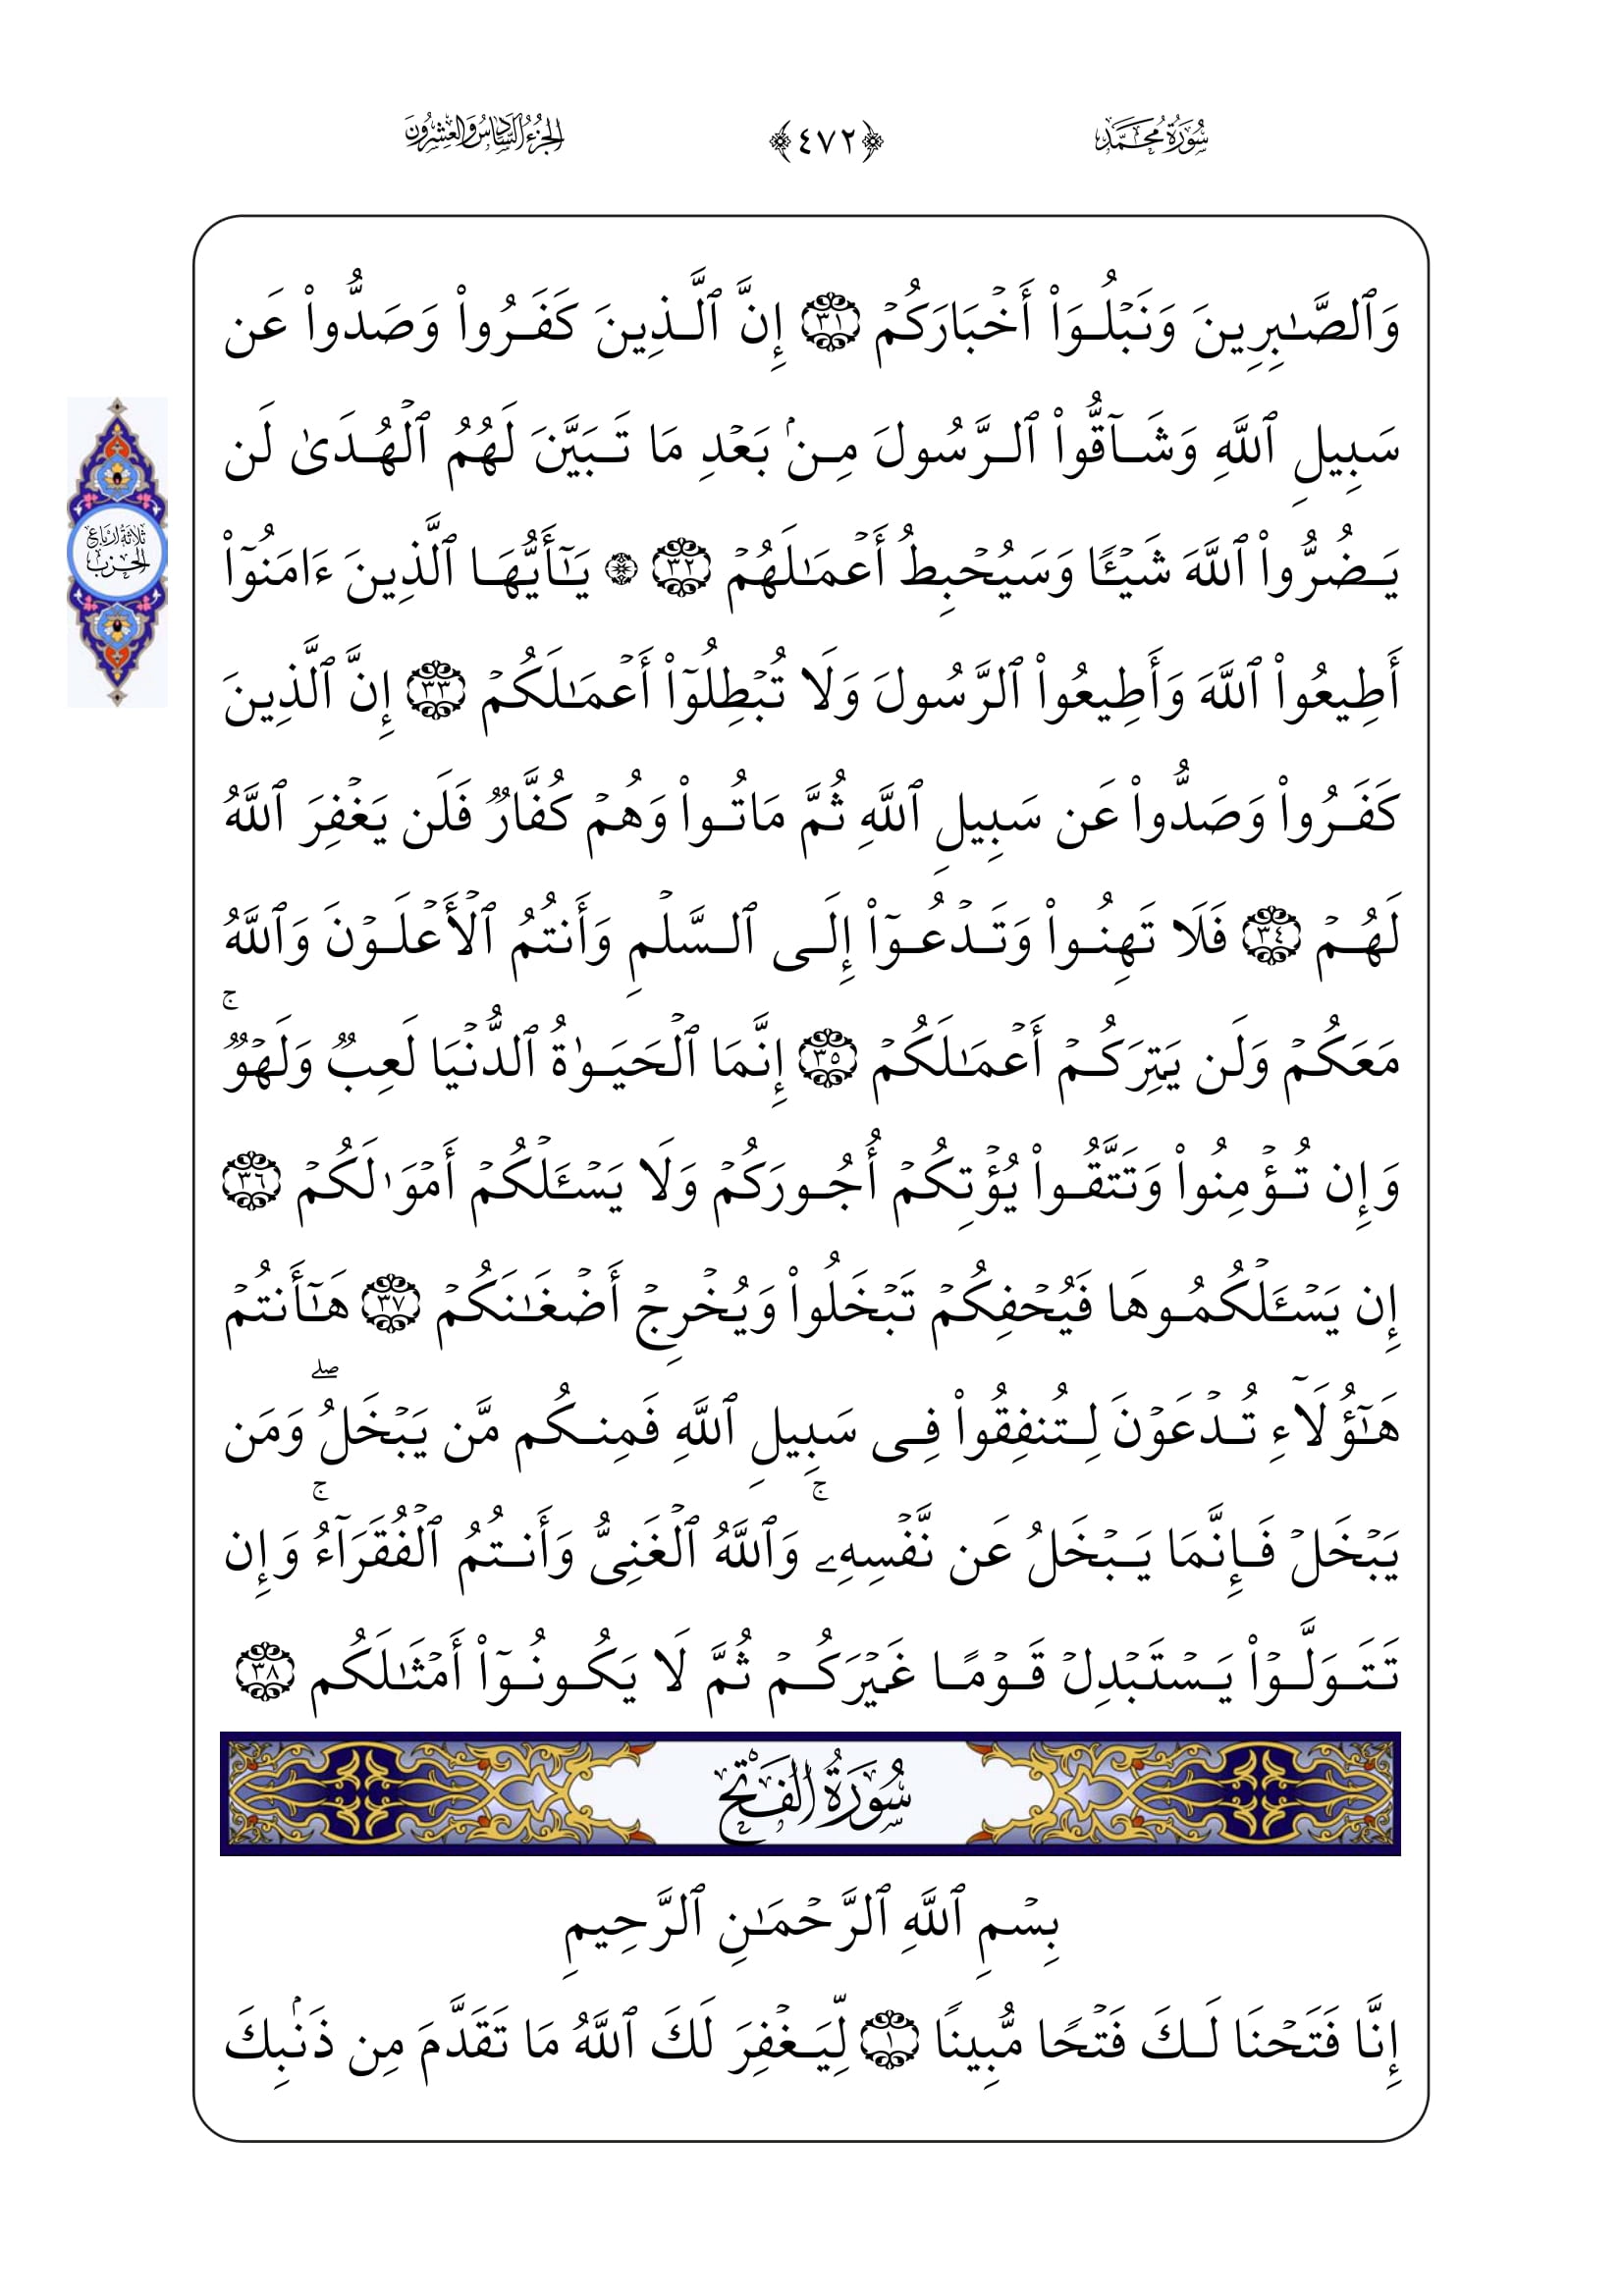 سُورَةُ مُحَمَّدٍ ﴿٤٧٢﴾ الجُزْءُ السَّادِسُ وَالعِشْرُونَ
وَٱلصَّٰبِرِينَ وَنَبْلُوَا۟ أَخْبَارَكُمْ ٣١ إِنَّ ٱلَّذِينَ كَفَرُوا۟ وَصَدُّوا۟ عَن
سَبِيلِ ٱللَّهِ وَشَآقُّوا۟ ٱلرَّسُولَ مِنۢ بَعْدِ مَا تَبَيَّنَ لَهُمُ ٱلْهُدَىٰ لَن
يَضُرُّوا۟ ٱللَّهَ شَيْـًٔا وَسَيُحْبِطُ أَعْمَٰلَهُمْ ٣٢ ۞ يَٰٓأَيُّهَا ٱلَّذِينَ ءَامَنُوٓا۟
ثَلَاثَةُ أَرْبَاعِ
الحِزْبِ
أَطِيعُوا۟ ٱللَّهَ وَأَطِيعُوا۟ ٱلرَّسُولَ وَلَا تُبْطِلُوٓا۟ أَعْمَٰلَكُمْ ٣٣ إِنَّ ٱلَّذِينَ
كَفَرُوا۟ وَصَدُّوا۟ عَن سَبِيلِ ٱللَّهِ ثُمَّ مَاتُوا۟ وَهُمْ كُفَّارٌ فَلَن يَغْفِرَ ٱللَّهُ
لَهُمْ ٣٤ فَلَا تَهِنُوا۟ وَتَدْعُوٓا۟ إِلَى ٱلسَّلْمِ وَأَنتُمُ ٱلْأَعْلَوْنَ وَٱللَّهُ
مَعَكُمْ وَلَن يَتِرَكُمْ أَعْمَٰلَكُمْ ٣٥ إِنَّمَا ٱلْحَيَوٰةُ ٱلدُّنْيَا لَعِبٌ وَلَهْوٌ ۚ
وَإِن تُؤْمِنُوا۟ وَتَتَّقُوا۟ يُؤْتِكُمْ أُجُورَكُمْ وَلَا يَسْـَٔلْكُمْ أَمْوَٰلَكُمْ ٣٦
إِن يَسْـَٔلْكُمُوهَا فَيُحْفِكُمْ تَبْخَلُوا۟ وَيُخْرِجْ أَضْغَٰنَكُمْ ٣٧ هَٰٓأَنتُمْ
هَٰٓؤُلَآءِ تُدْعَوْنَ لِتُنفِقُوا۟ فِى سَبِيلِ ٱللَّهِ فَمِنكُم مَّن يَبْخَلُ ۖ وَمَن
يَبْخَلْ فَإِنَّمَا يَبْخَلُ عَن نَّفْسِهِۦ ۚ وَٱللَّهُ ٱلْغَنِىُّ وَأَنتُمُ ٱلْفُقَرَآءُ ۚ وَإِن
تَتَوَلَّوْا۟ يَسْتَبْدِلْ قَوْمًا غَيْرَكُمْ ثُمَّ لَا يَكُونُوٓا۟ أَمْثَٰلَكُم ٣٨
سُورَةُ الفَتْحِ
بِسْمِ ٱللَّهِ ٱلرَّحْمَٰنِ ٱلرَّحِيمِ
إِنَّا فَتَحْنَا لَكَ فَتْحًا مُّبِينًا ١ لِّيَغْفِرَ لَكَ ٱللَّهُ مَا تَقَدَّمَ مِن ذَنۢبِكَ